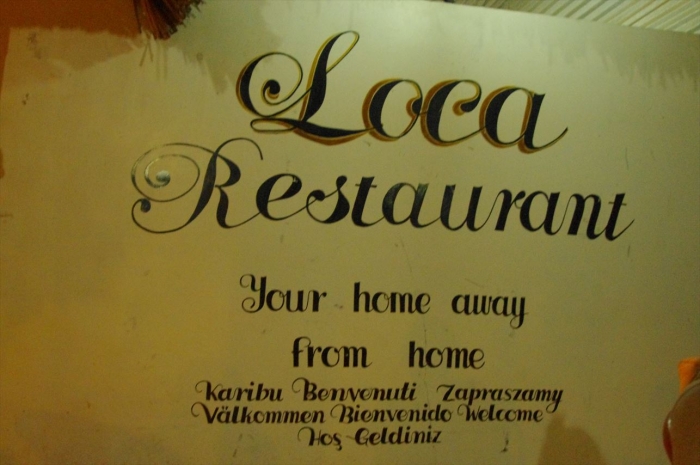 Loca
Restaurant
Your home away
from home
Karibu Benvenuti Zapraszamy
Välkommen Bienvenido Welcome
Hoş Geldiniz